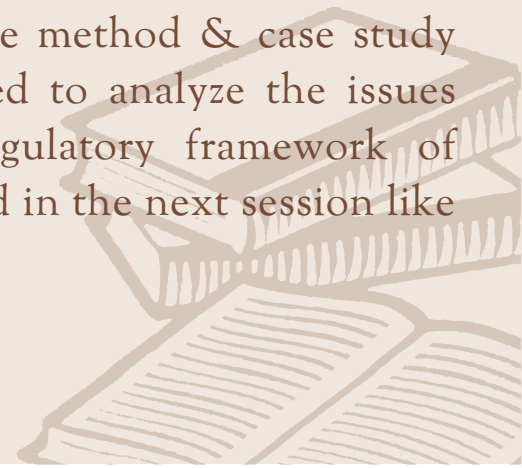 e method & case study
ed to analyze the issues
gulatory framework of
d in the next session like